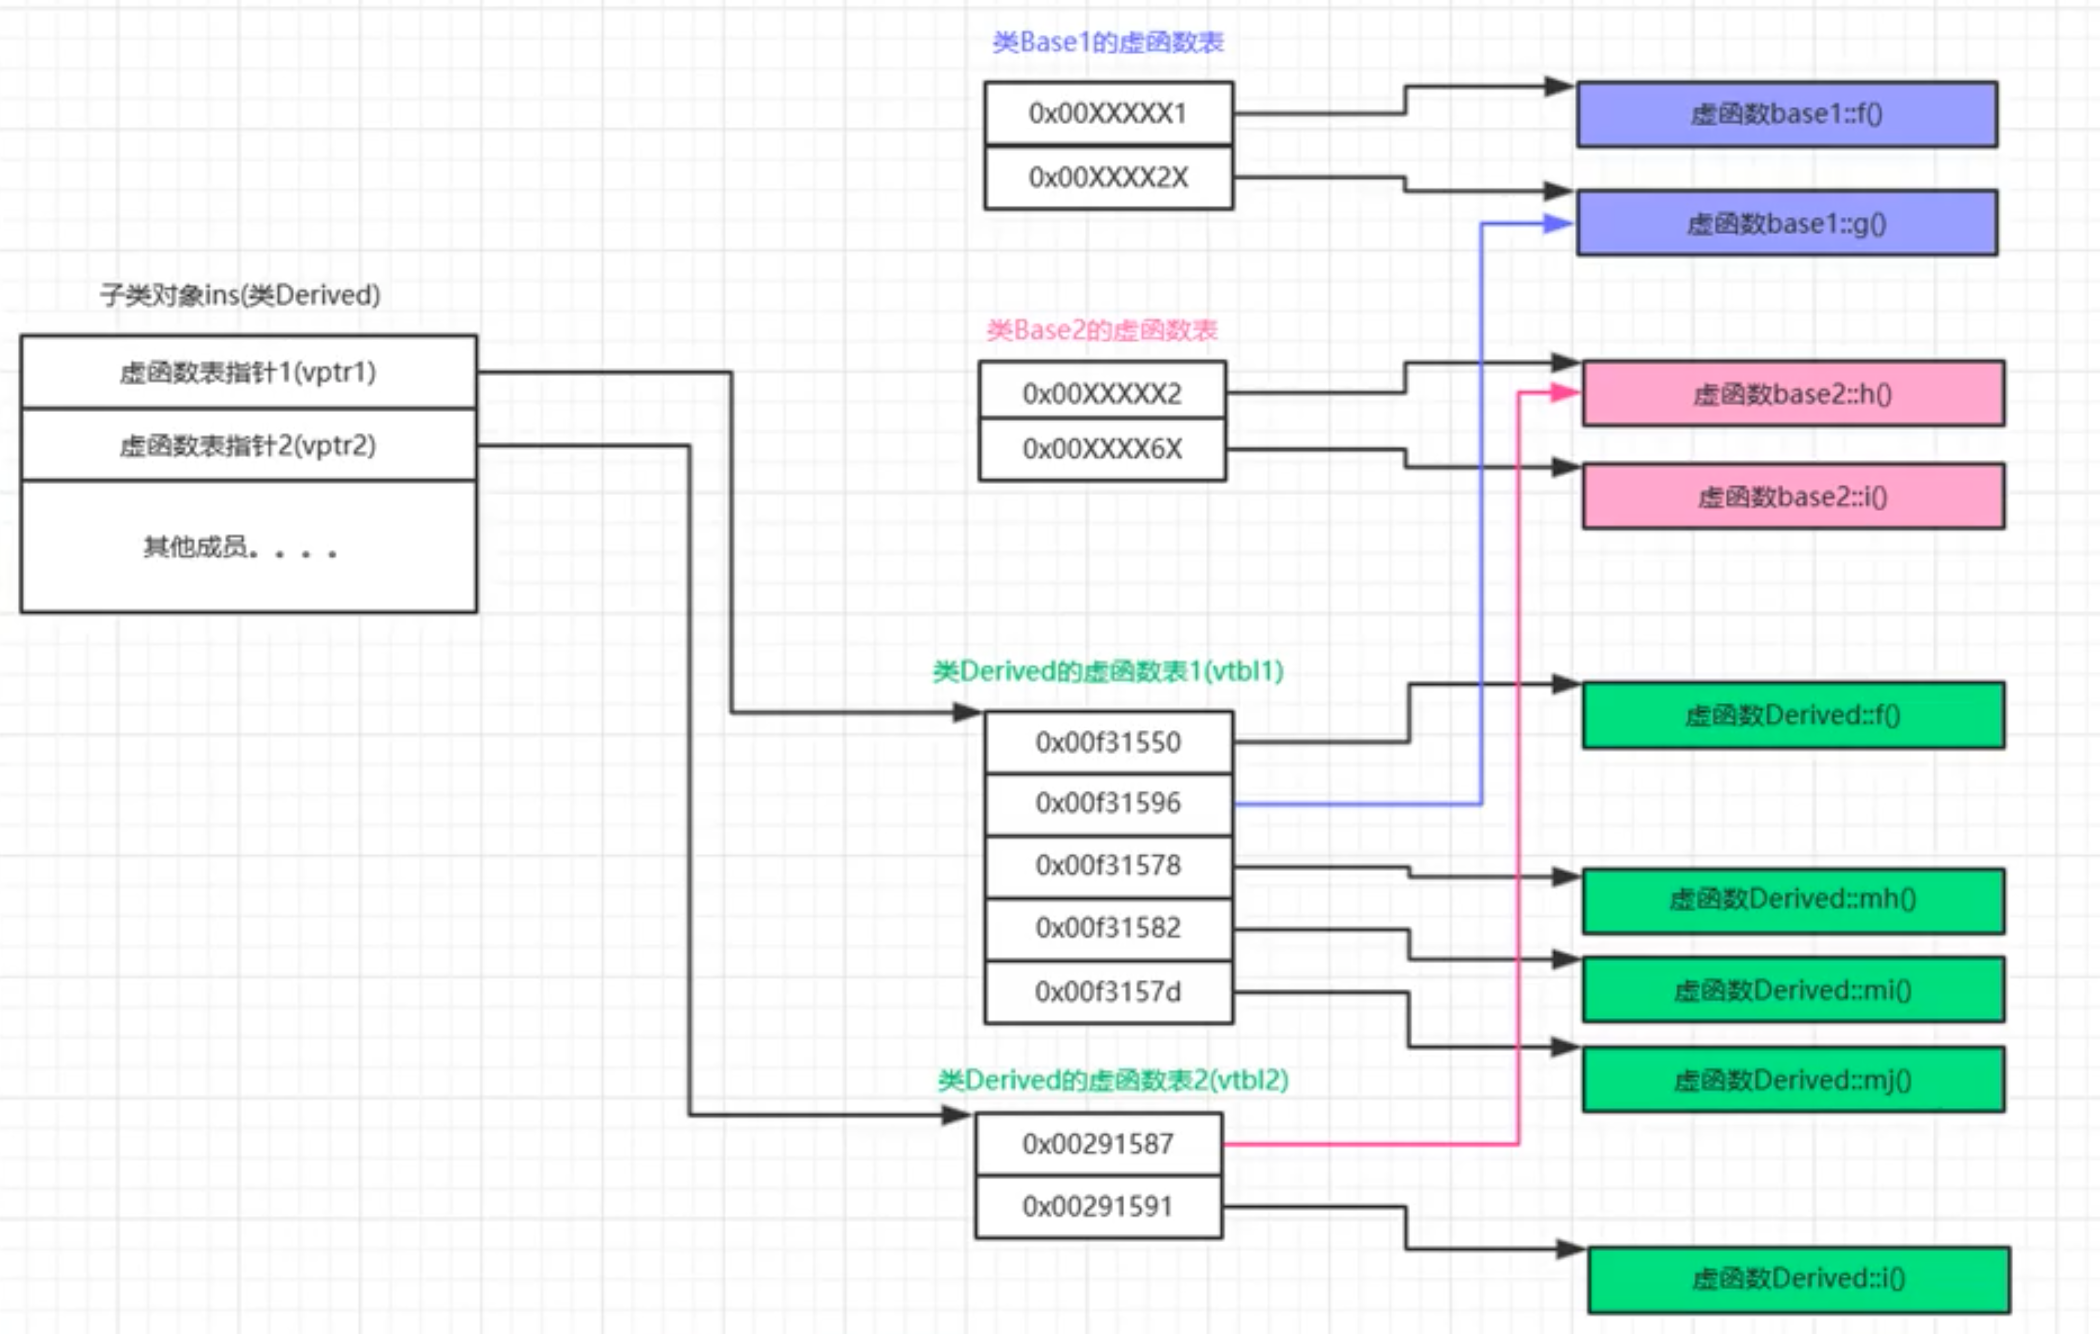 类Base1的虚函数表
0x00XXXXX1
虚函数base1::f()
0x00XXXX2X
虚函数base1::g()
子类对象ins(类Derived)
虚函数表指针1(vptr1)
虚函数表指针2(vptr2)
其他成员。...
类Base2的虚函数表
0x00XXXXX2
虚函数base2::h()
0x00XXXX6X
虚函数base2::i()
类Derived的虚函数表1(vtbl1)
0x00f31550
虚函数Derived::f()
0x00f31596
0x00f31578
虚函数Derived::mh()
0x00f31582
虚函数Derived::mi()
0x00f3157d
虚函数Derived::mj()
类Derived的虚函数表2(vtbl2)
0x00291587
0x00291591
虚函数Derived::i()